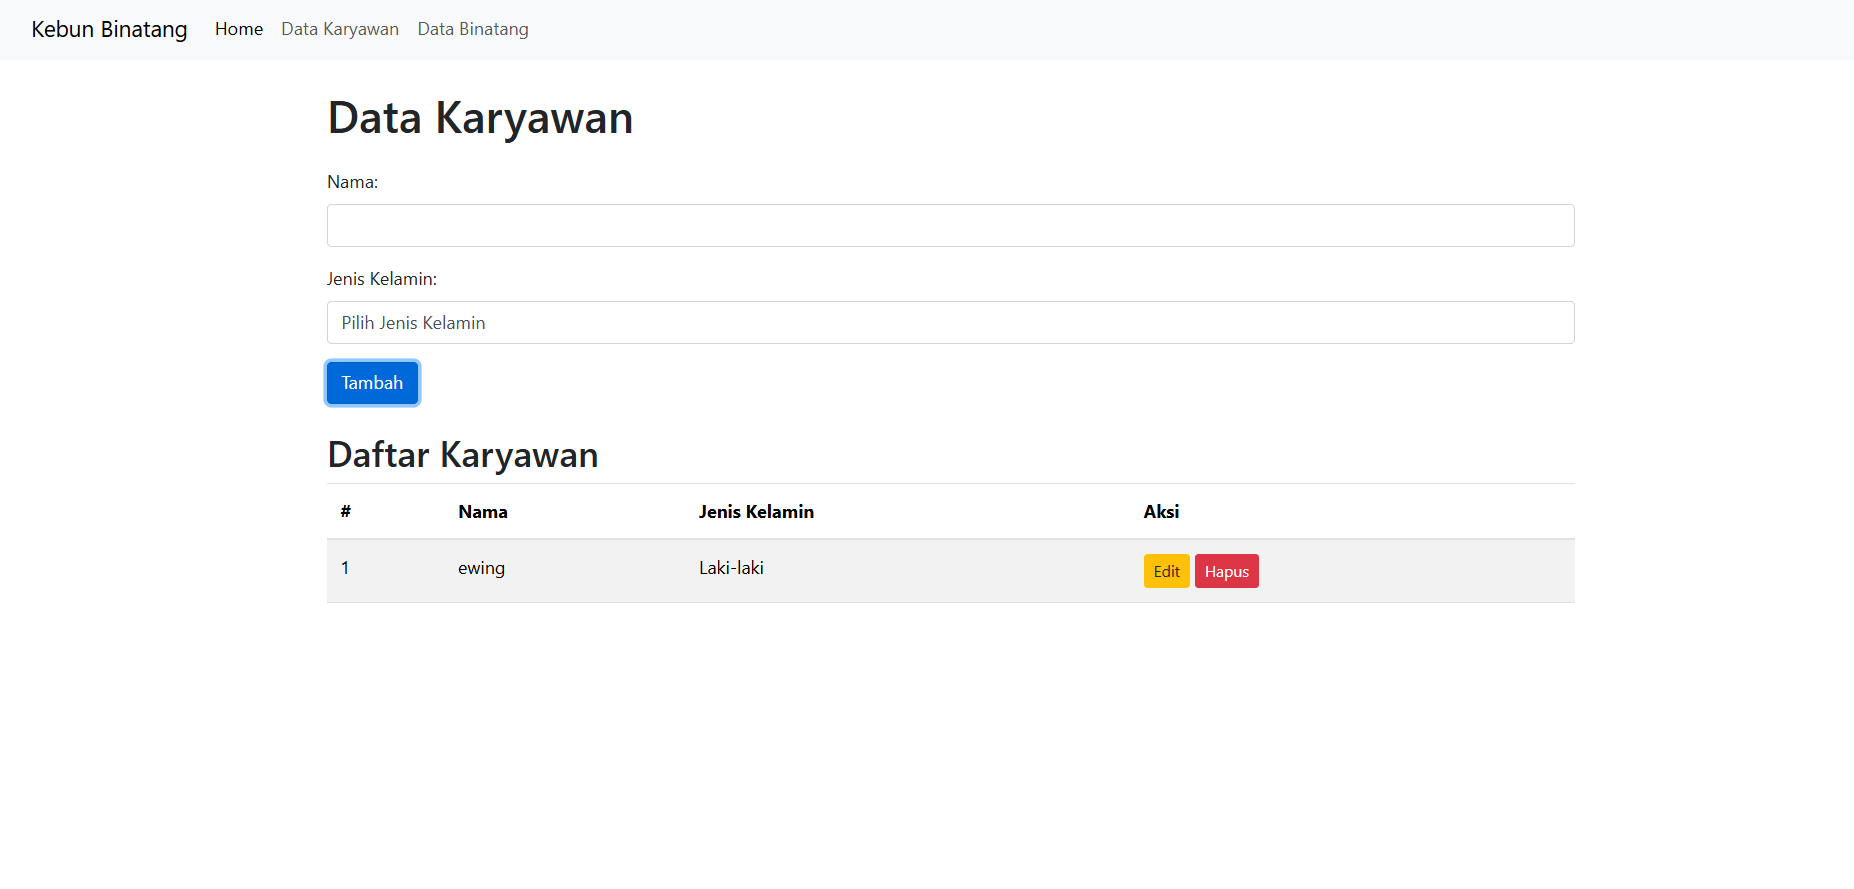 Kebun Binatang Home Data Karyawan Data Binatang
Data Karyawan
Nama:
Jenis Kelamin:
Pilih Jenis Kelamin
Tambah
Daftar Karyawan
# Nama Jenis Kelamin Aksi
1 ewing Laki-laki Edit Hapus